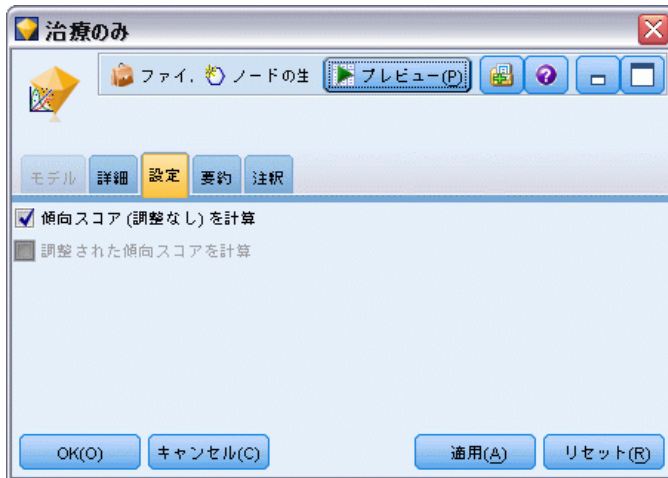 治療のみ
ファイ. ノードの生 プレビュー(P)
モデル 詳細 設定 要約 注釈
傾向スコア (調整なし) を計算
調整された傾向スコアを計算
OK(O) キャンセル(C) 適用(A) リセット(R)